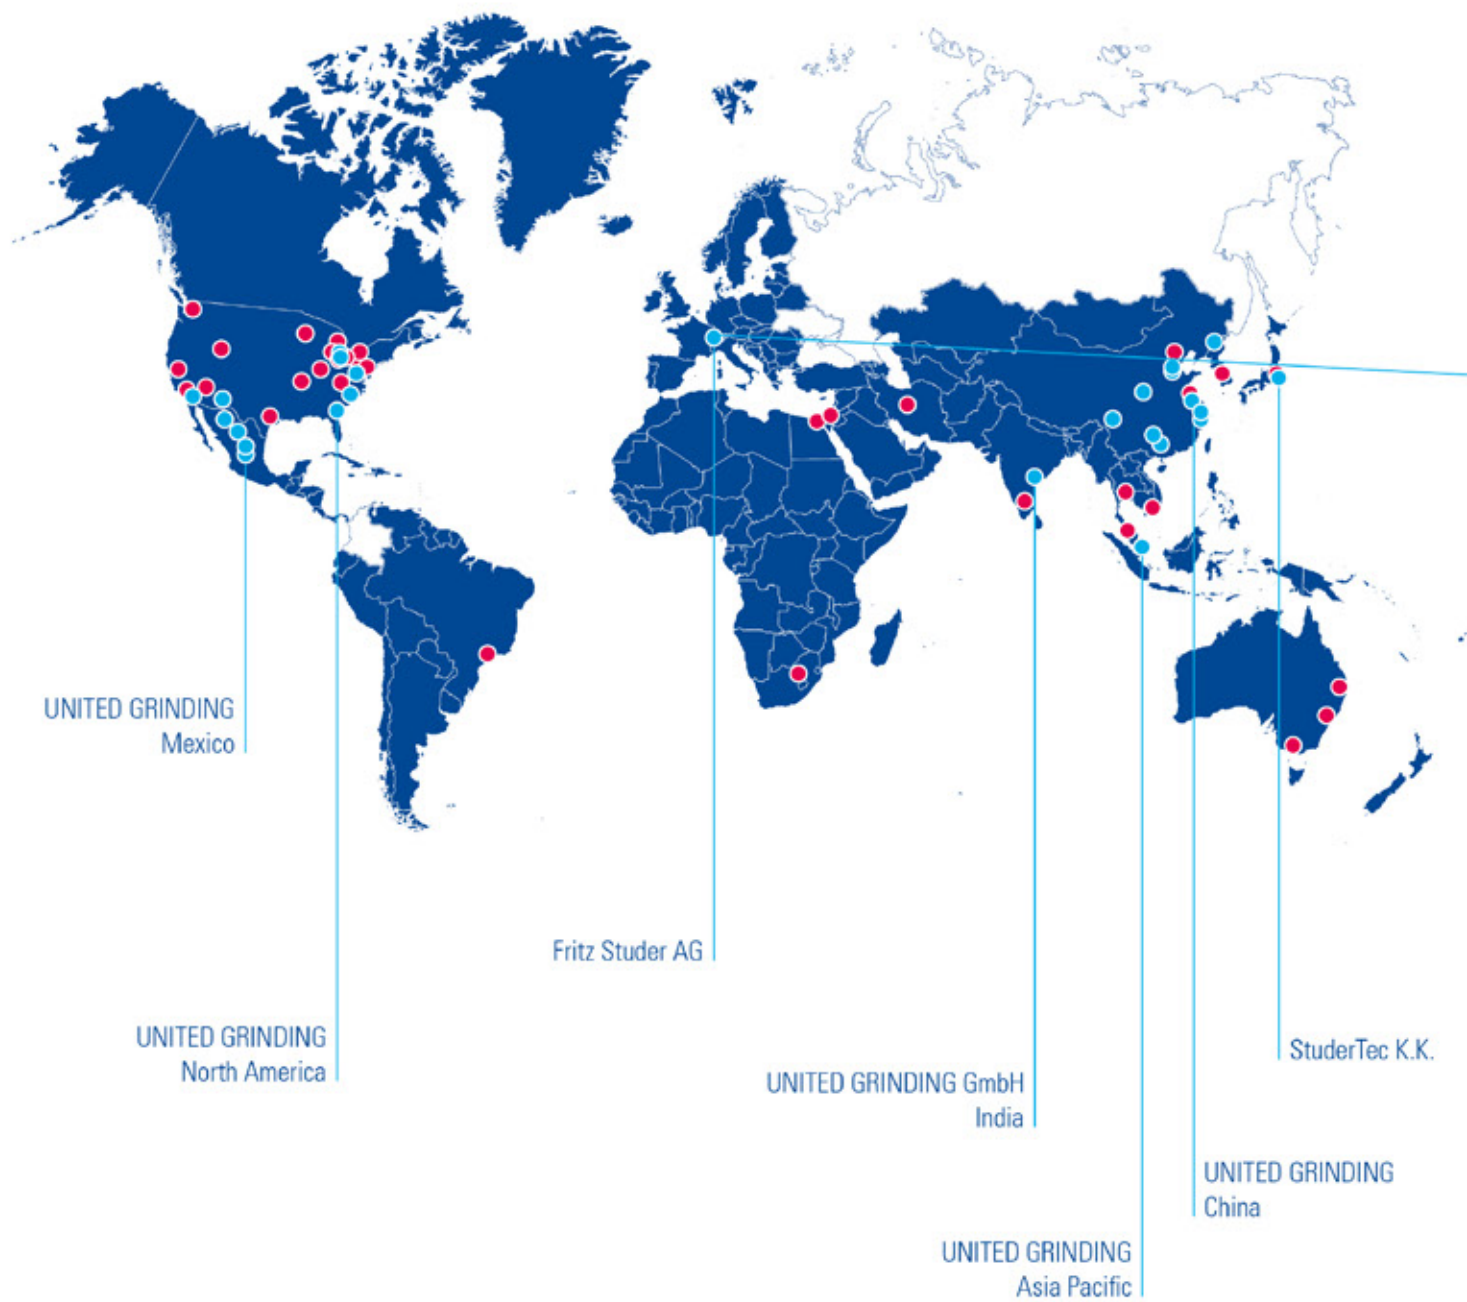 UNITED GRINDING
Mexico
Fritz Studer AG
UNITED GRINDING
North America
StuderTec K.K.
UNITED GRINDING GmbH
India
UNITED GRINDING
China
UNITED GRINDING
Asia Pacific